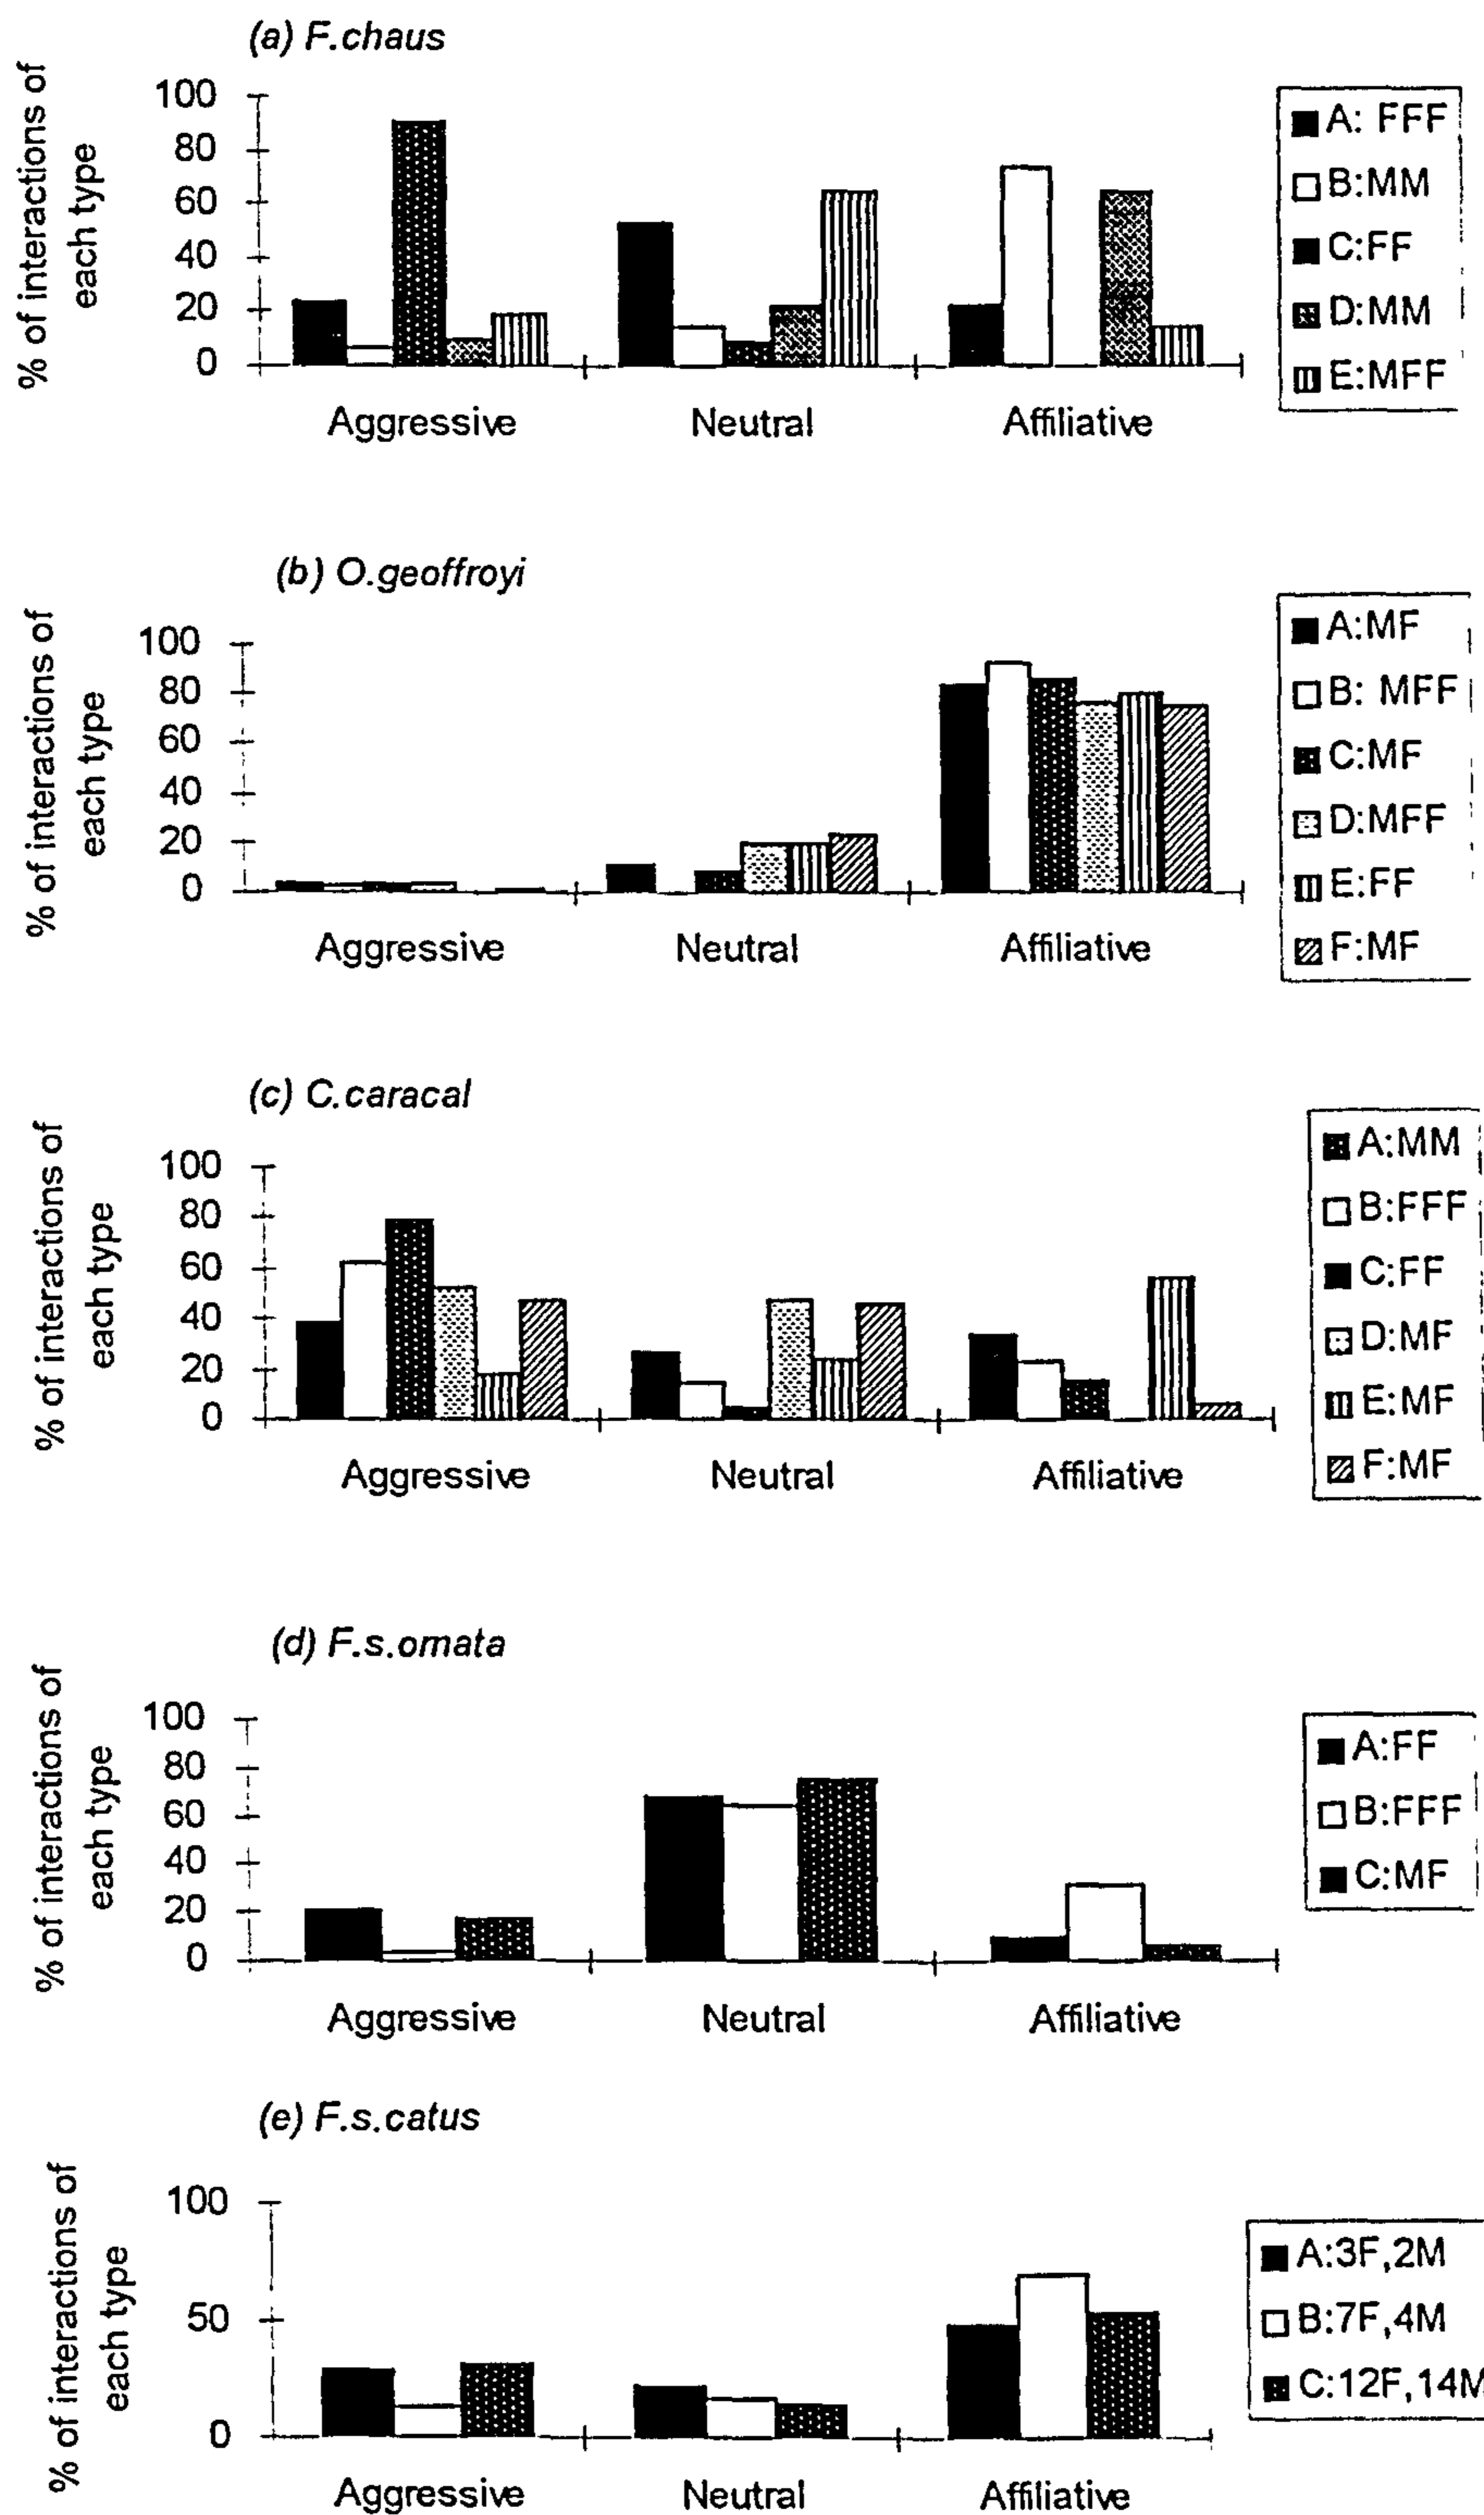 (a) F.chaus
% of interactions of
each type
100
80
60
40
20
0
Aggressive
Neutral
Affiliative
A: FFF
B:MM
C:FF
D:MM
E:MFF
(b) O.geoffroyi
% of interactions of
each type
100
80
60
40
20
0
Aggressive
Neutral
Affiliative
A:MF
B: MFF
C:MF
D:MFF
E:FF
F:MF
(c) C.caracal
% of interactions of
each type
100
80
60
40
20
0
Aggressive
Neutral
Affiliative
A:MM
B:FFF
C:FF
D:MF
E:MF
F:MF
(d) F.s.ornata
% of interactions of
each type
100
80
60
40
20
0
Aggressive
Neutral
Affiliative
A:FF
B:FFF
C:MF
(e) F.s.catus
% of interactions of
each type
100
50
0
Aggressive
Neutral
Affiliative
A:3F,2M
B:7F,4M
C:12F,14M